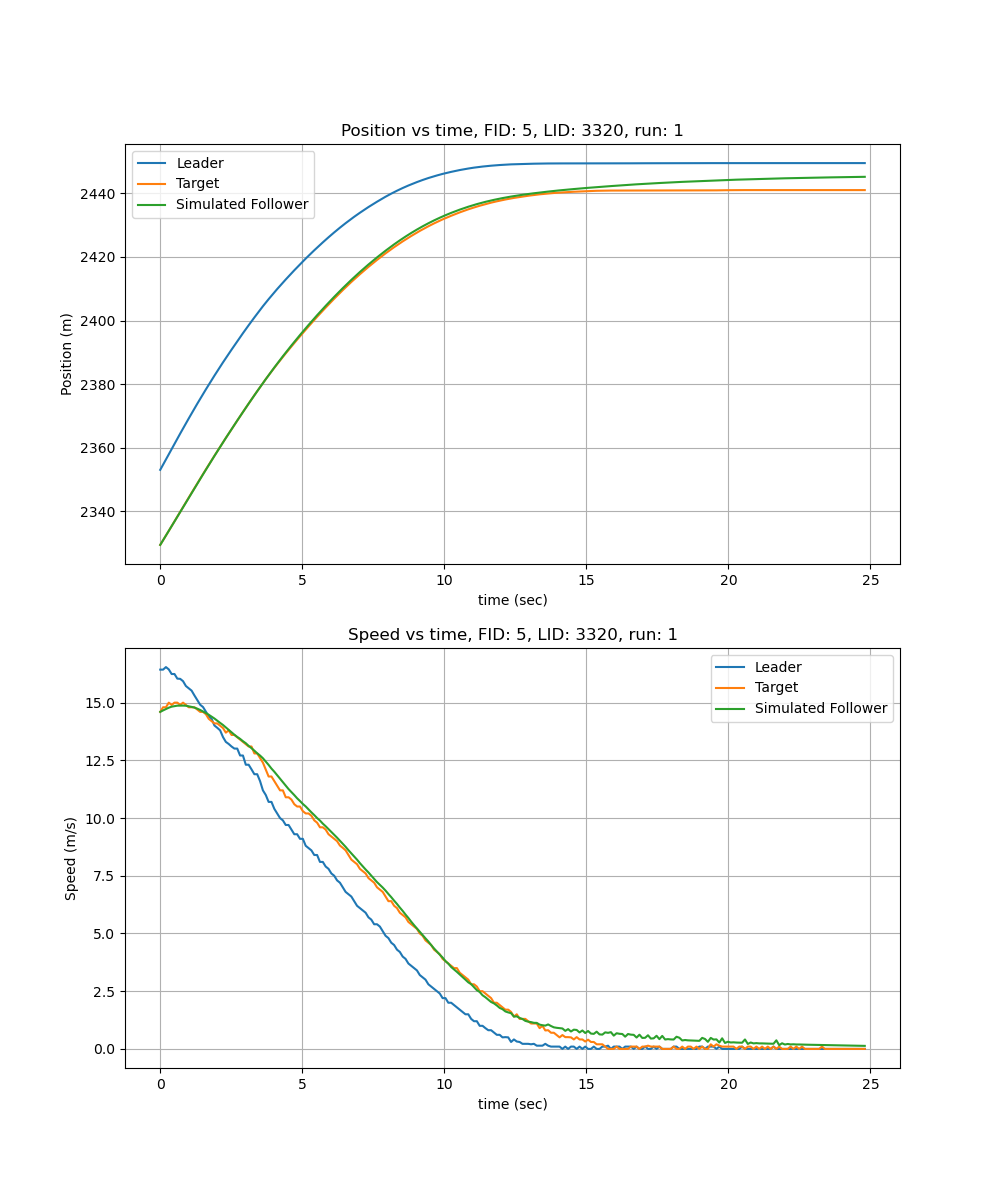 Position vs time, FID: 5, LID: 3320, run: 1
Leader
Target
Simulated Follower
2440
2420
2400
2380
2360
2340
Position (m)
0 5 10 15 20 25
time (sec)
Speed vs time, FID: 5, LID: 3320, run: 1
Leader
Target
Simulated Follower
15.0
12.5
10.0
7.5
5.0
2.5
0.0
Speed (m/s)
0 5 10 15 20 25
time (sec)